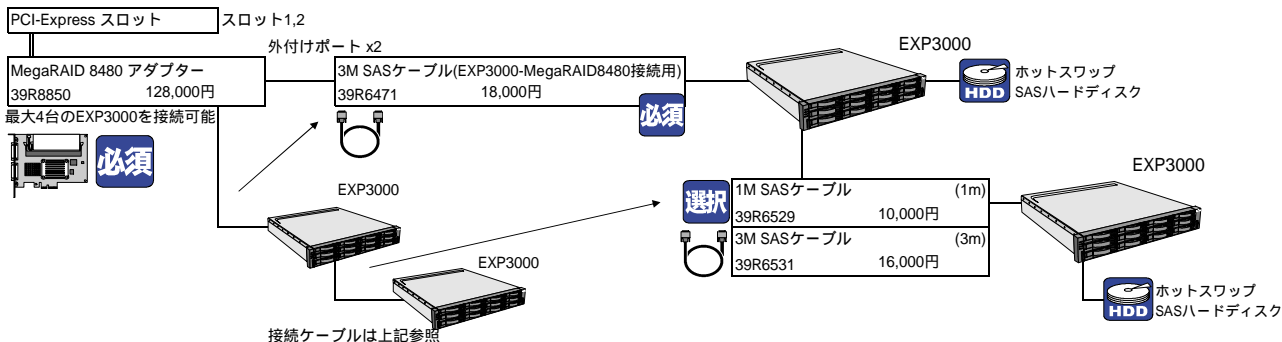 PCI-Express スロット
スロット1,2
外付けポート x2
MegaRAID 8480 アダプター
39R8850 128,000円
最大4台のEXP3000を接続可能
必須
3M SASケーブル(EXP3000-MegaRAID8480接続用)
39R6471 18,000円
必須
EXP3000
HDD
ホットスワップ
SASハードディスク
EXP3000
EXP3000
接続ケーブルは上記参照
選択
1M SASケーブル (1m)
39R6529 10,000円
3M SASケーブル (3m)
39R6531 16,000円
EXP3000
HDD
ホットスワップ
SASハードディスク